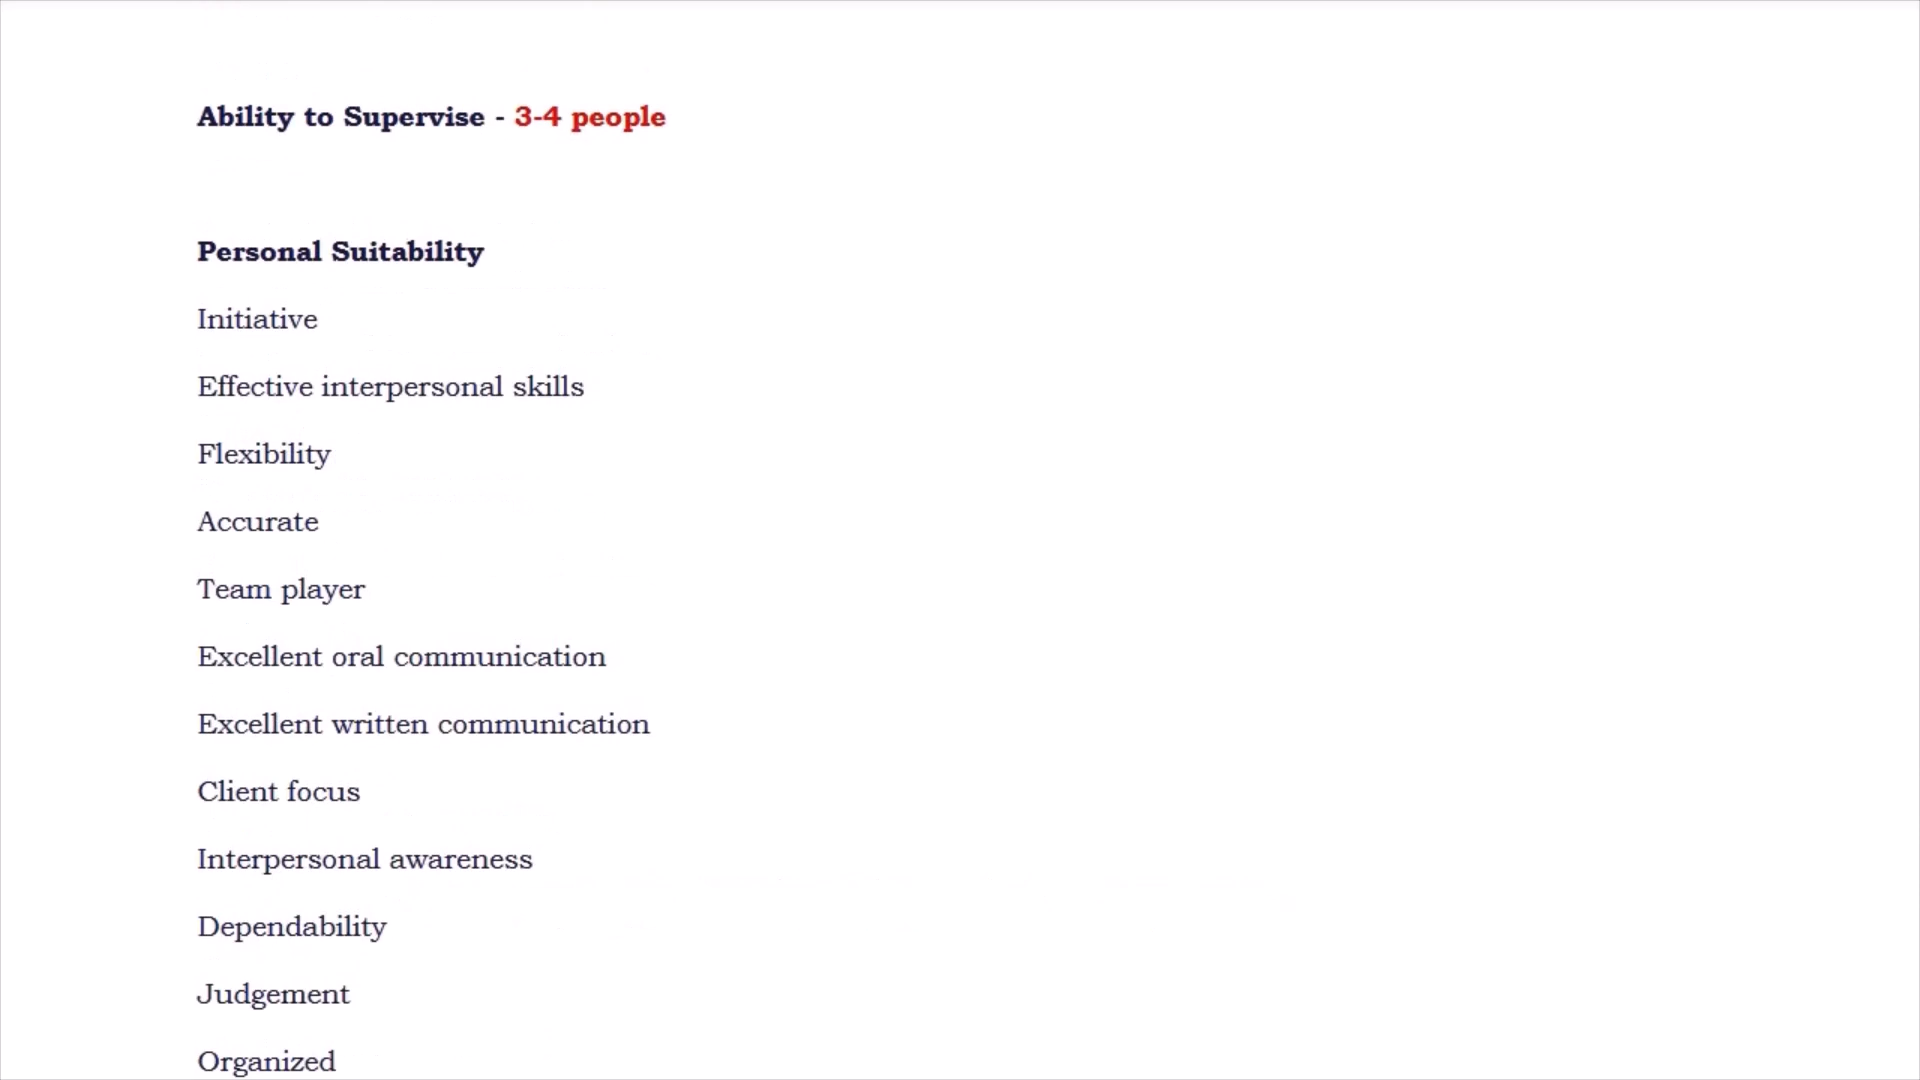 Ability to Supervise - 3-4 people
Personal Suitability
Initiative
Effective interpersonal skills
Flexibility
Accurate
Team player
Excellent oral communication
Excellent written communication
Client focus
Interpersonal awareness
Dependability
Judgement
Organized